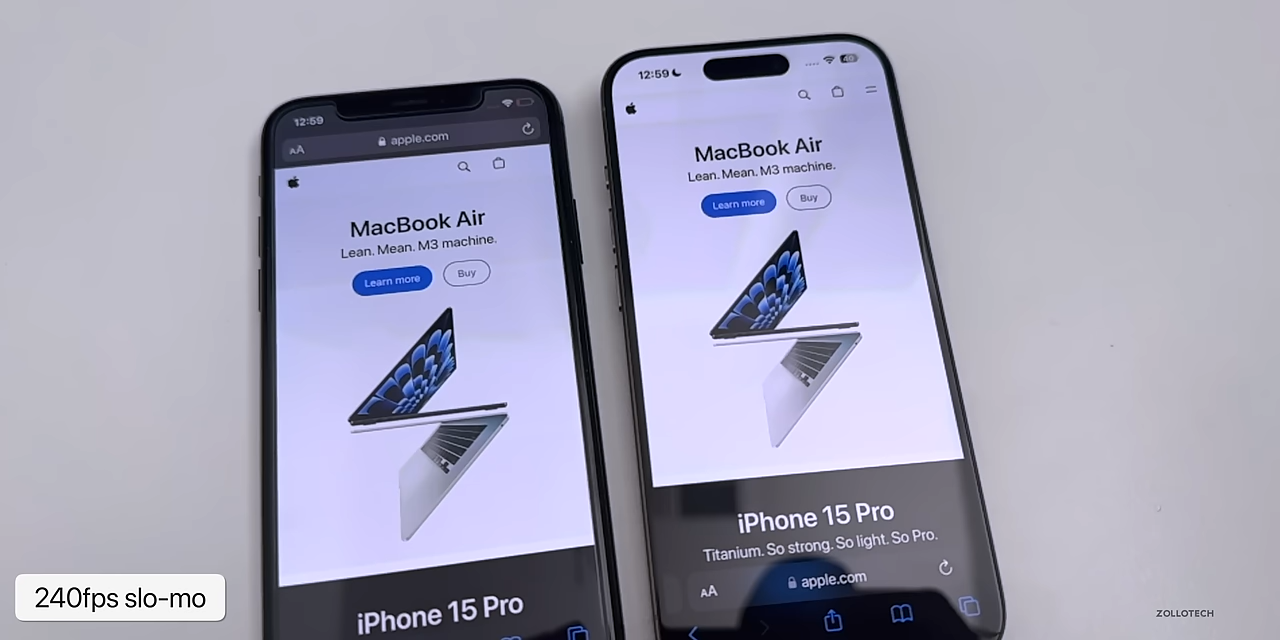 12:59
AA
apple.com
MacBook Air
Lean. Mean. M3 machine.
Learn more
Buy
iPhone 15 Pro
12:59
40
MacBook Air
Lean. Mean. M3 machine.
Learn more
Buy
iPhone 15 Pro
Titanium. So strong. So light. So Pro.
AA
apple.com
240fps slo-mo
ZOLLOTECH